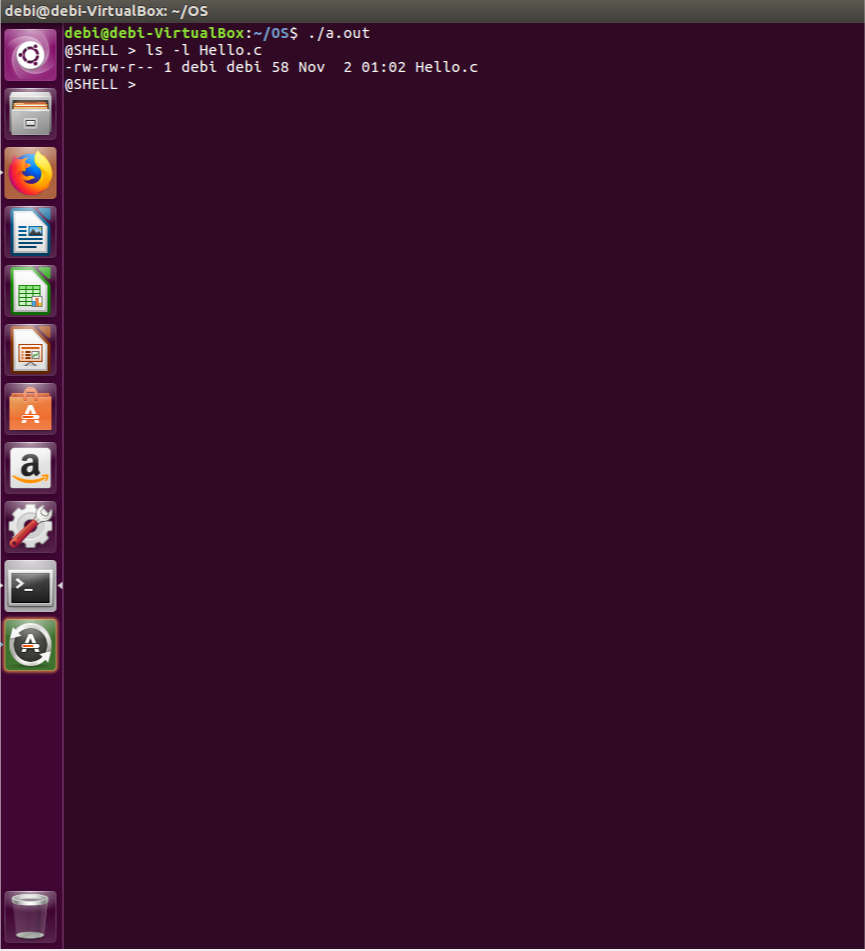 debi@debi-VirtualBox: ~/OS
debi@debi-VirtualBox:~/OS$ ./a.out
@SHELL > ls -l Hello.c
-rw-rw-r-- 1 debi debi 58 Nov  2 01:02 Hello.c
@SHELL >